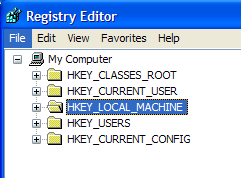 Registry Editor
File Edit View Favorites Help
My Computer
HKEY_CLASSES_ROOT
HKEY_CURRENT_USER
HKEY_LOCAL_MACHINE
HKEY_USERS
HKEY_CURRENT_CONFIG